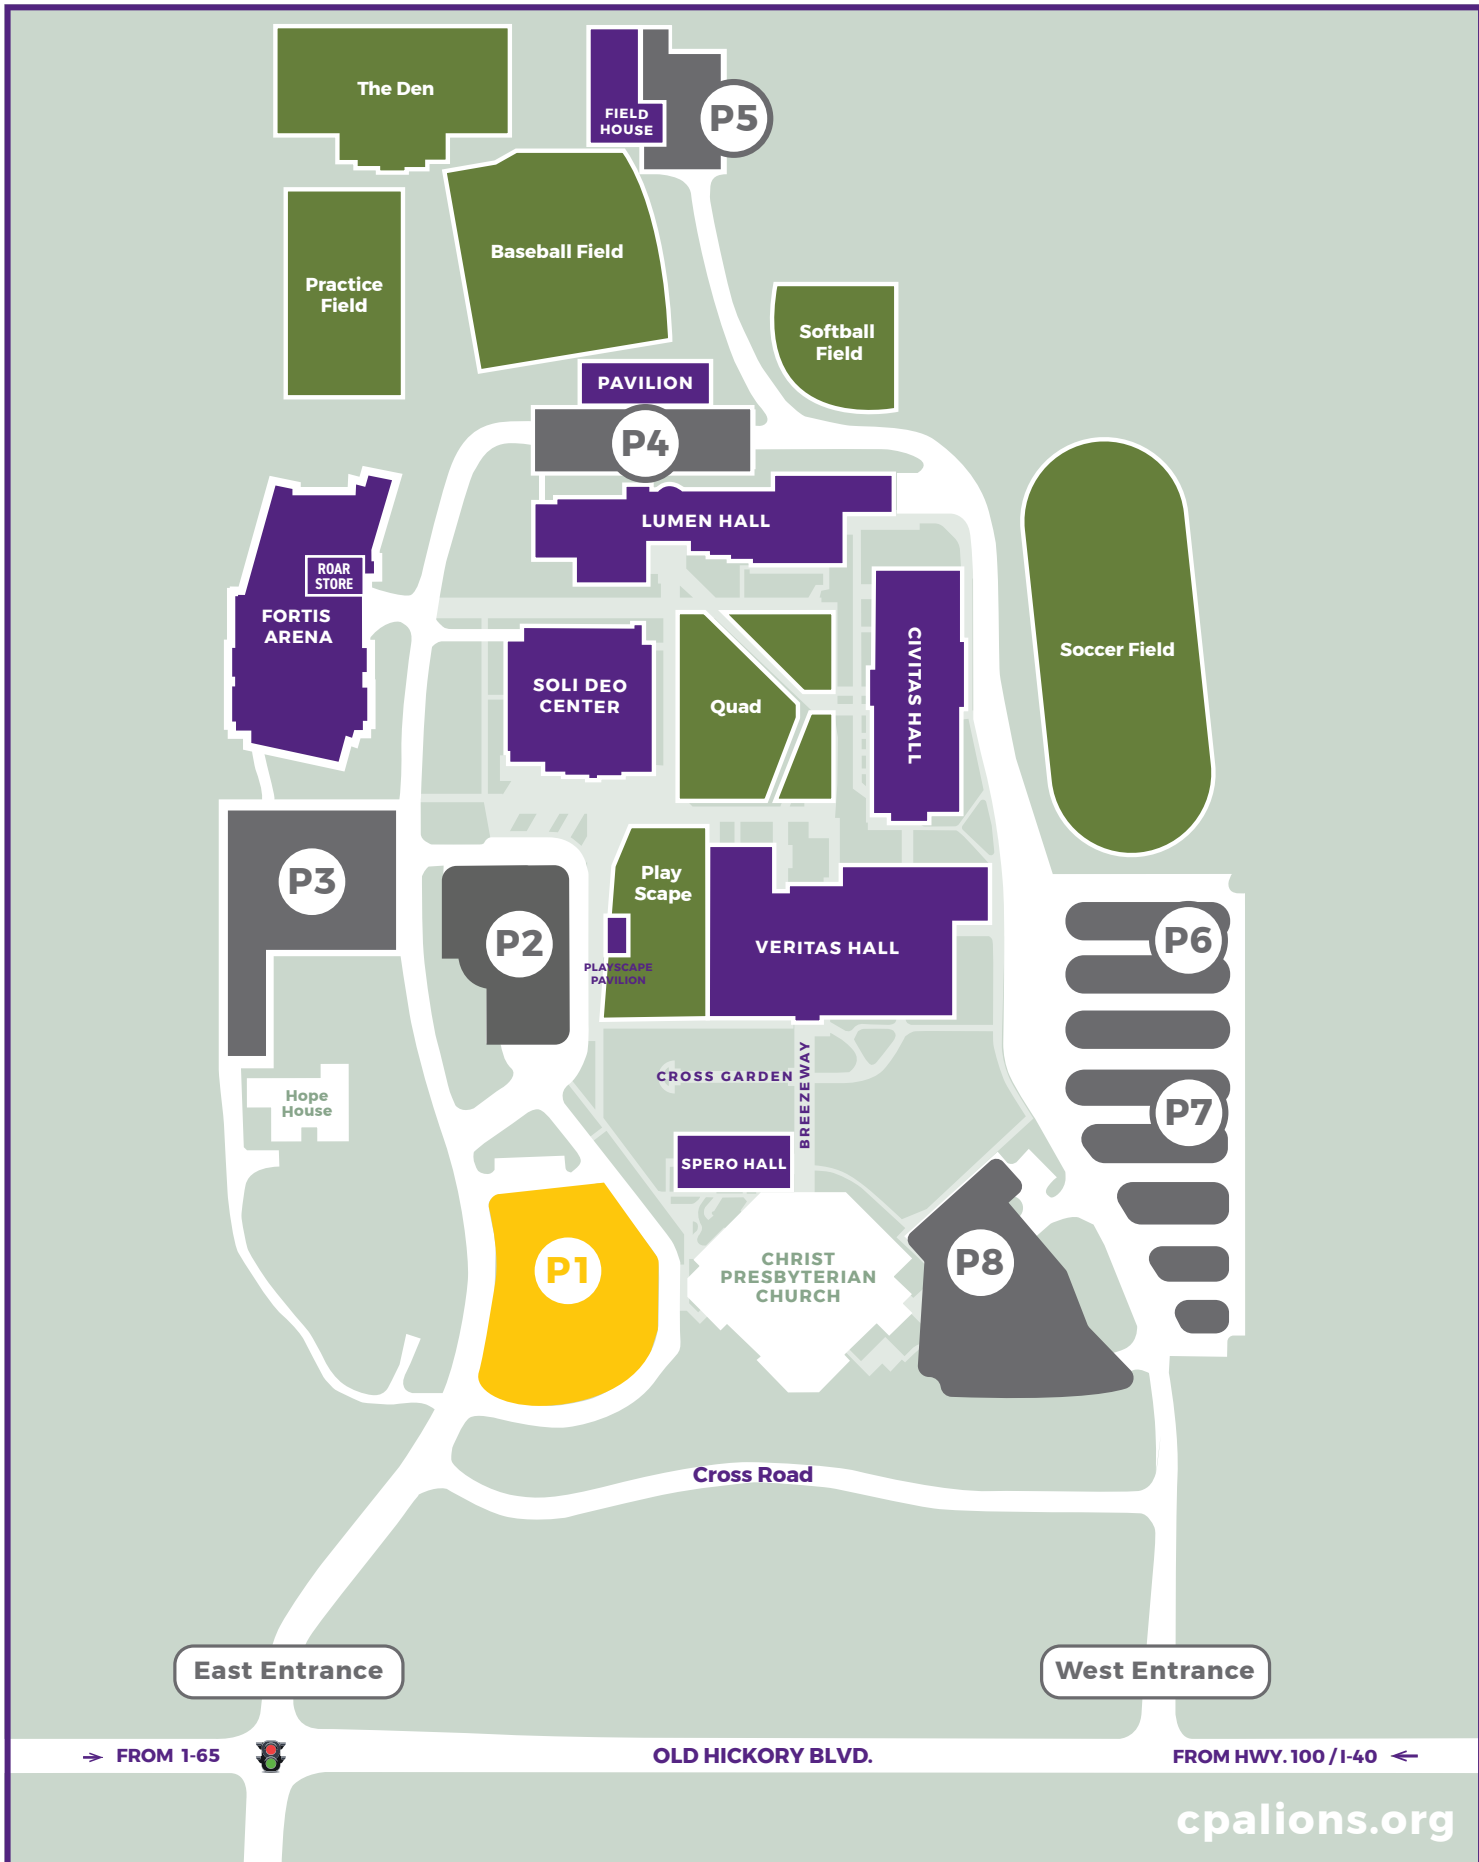 The Den
FIELD
HOUSE
P5
Baseball Field
Practice
Field
Softball
Field
PAVILION
P4
LUMEN HALL
ROAR
STORE
FORTIS
ARENA
CIVITAS HALL
Soccer Field
SOLI DEO
CENTER
Quad
P3
Play
Scape
P2
P6
VERITAS HALL
PLAYSCAPE
PAVILION
CROSS GARDEN
BREEZEWAY
Hope
House
P7
SPERO HALL
P1
CHRIST
PRESBYTERIAN
CHURCH
P8
Cross Road
East Entrance
West Entrance
FROM 1-65
OLD HICKORY BLVD.
FROM HWY. 100 / I-40
cpalions.org